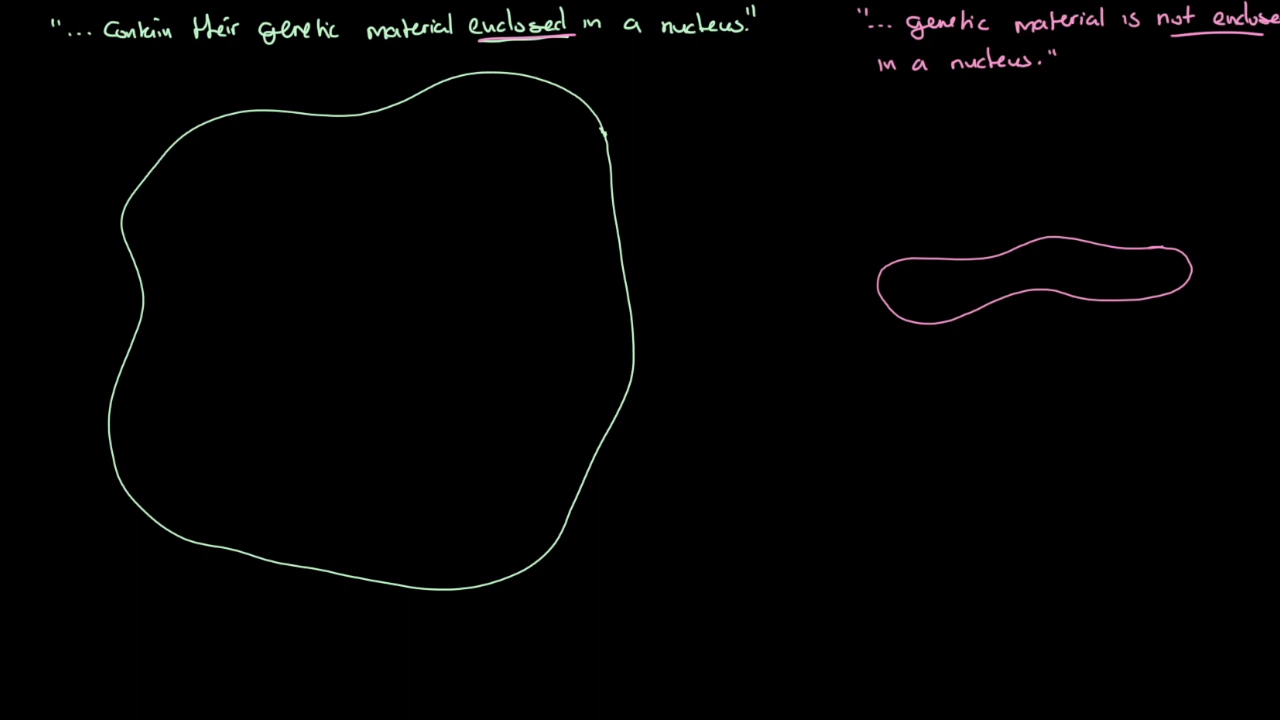 "... Contain their genetic material enclosed in a nucleus."
"... genetic material is not enclose
in a nucleus."